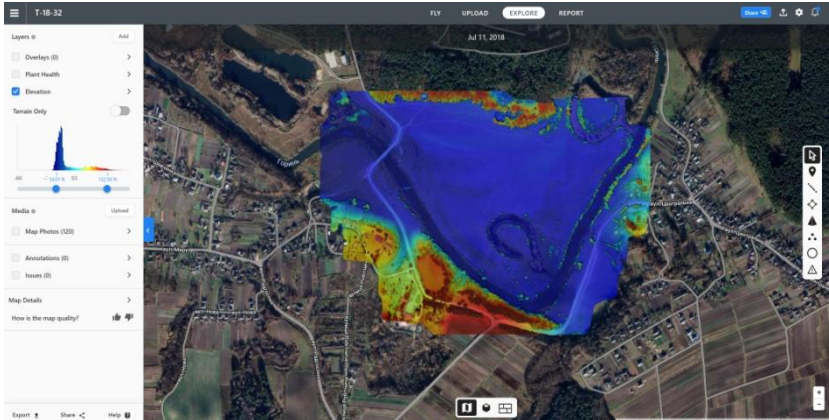 T-18-32
FLY UPLOAD EXPLORE REPORT
Share
Jul 11, 2018
Layers
Add
Overlays (0)
Plant Health
Elevation
Terrain Only
Media
Upload
Map Photos (120)
Annotations (0)
Issues (0)
Map Details
How is the map quality?
Export Share Help